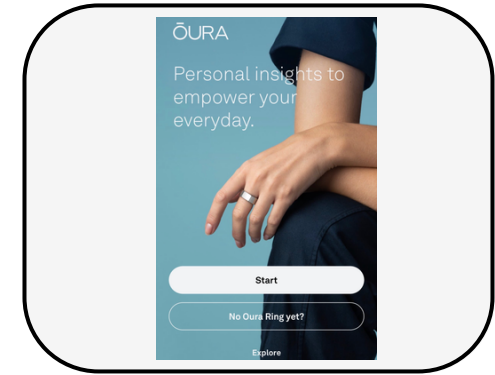 ŌURA
Personal insights to
empower your
everyday.
Start
No Oura Ring yet?
Explore